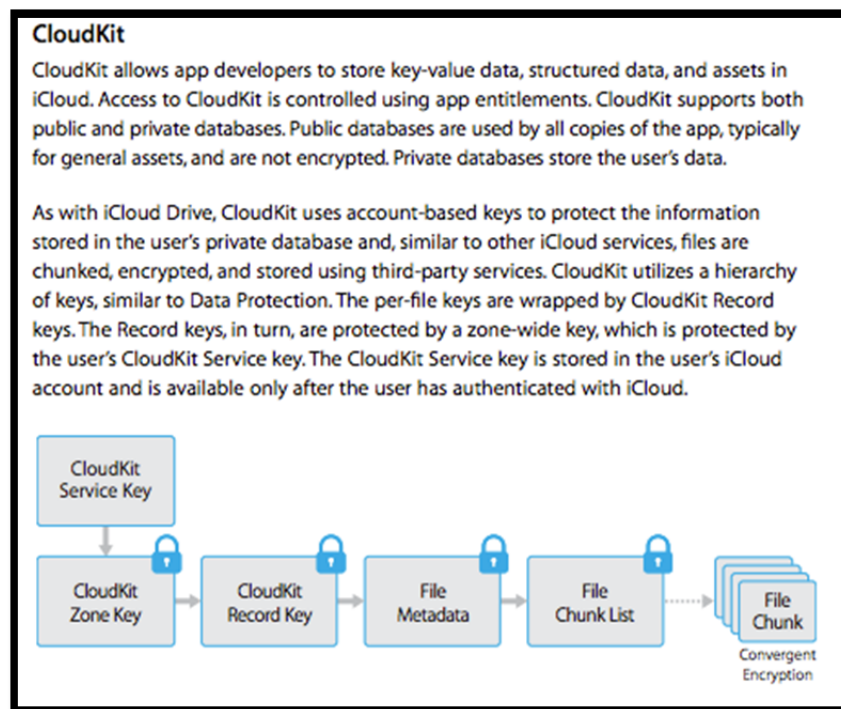 CloudKit
CloudKit allows app developers to store key-value data, structured data, and assets in
iCloud. Access to CloudKit is controlled using app entitlements. CloudKit supports both
public and private databases. Public databases are used by all copies of the app, typically
for general assets, and are not encrypted. Private databases store the user’s data.
As with iCloud Drive, CloudKit uses account-based keys to protect the information
stored in the user’s private database and, similar to other iCloud services, files are
chunked, encrypted, and stored using third-party services. CloudKit utilizes a hierarchy
of keys, similar to Data Protection. The per-file keys are wrapped by CloudKit Record
keys. The Record keys, in turn, are protected by a zone-wide key, which is protected by
the user’s CloudKit Service key. The CloudKit Service key is stored in the user’s iCloud
account and is available only after the user has authenticated with iCloud.
CloudKit
Service Key
CloudKit
Zone Key
CloudKit
Record Key
File
Metadata
File
Chunk List
File
Chunk
Convergent
Encryption